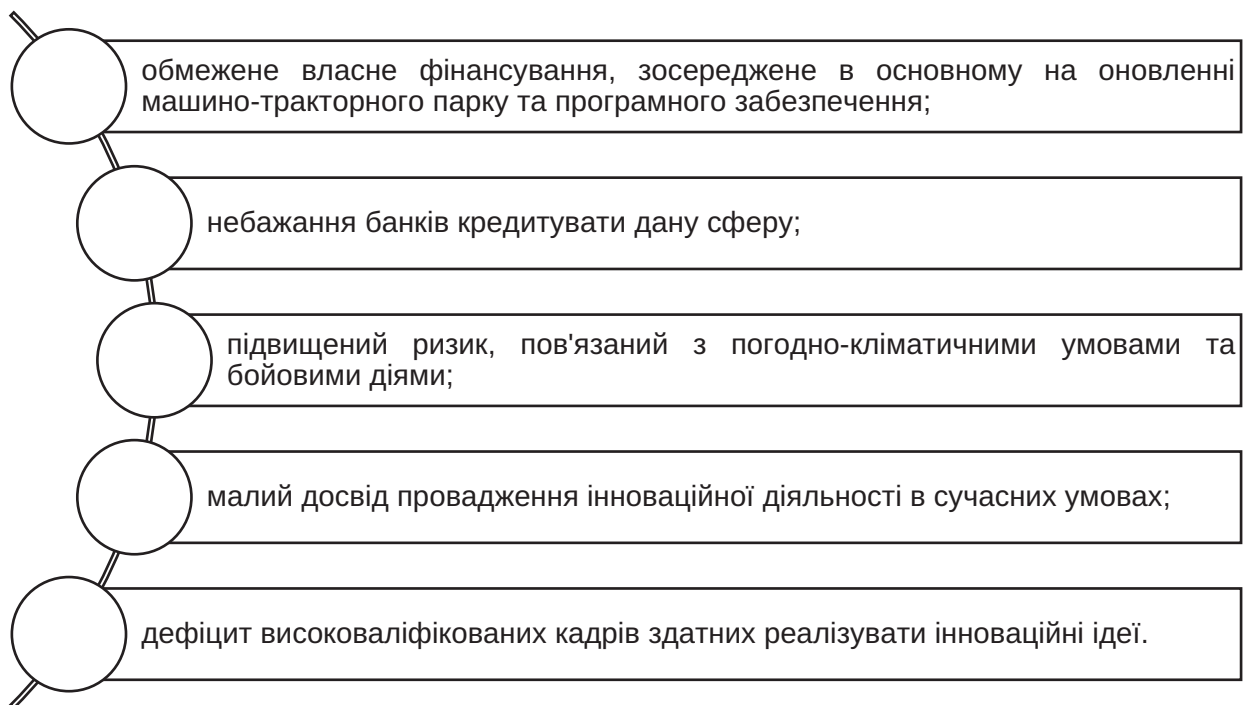 обмежене власне фінансування, зосереджене в основному на оновленні
машино-тракторного парку та програмного забезпечення;
небажання банків кредитувати дану сферу;
підвищений ризик, пов'язаний з погодно-кліматичними умовами та
бойовими діями;
малий досвід провадження інноваційної діяльності в сучасних умовах;
дефіцит висококваліфікованих кадрів здатних реалізувати інноваційні ідеї.